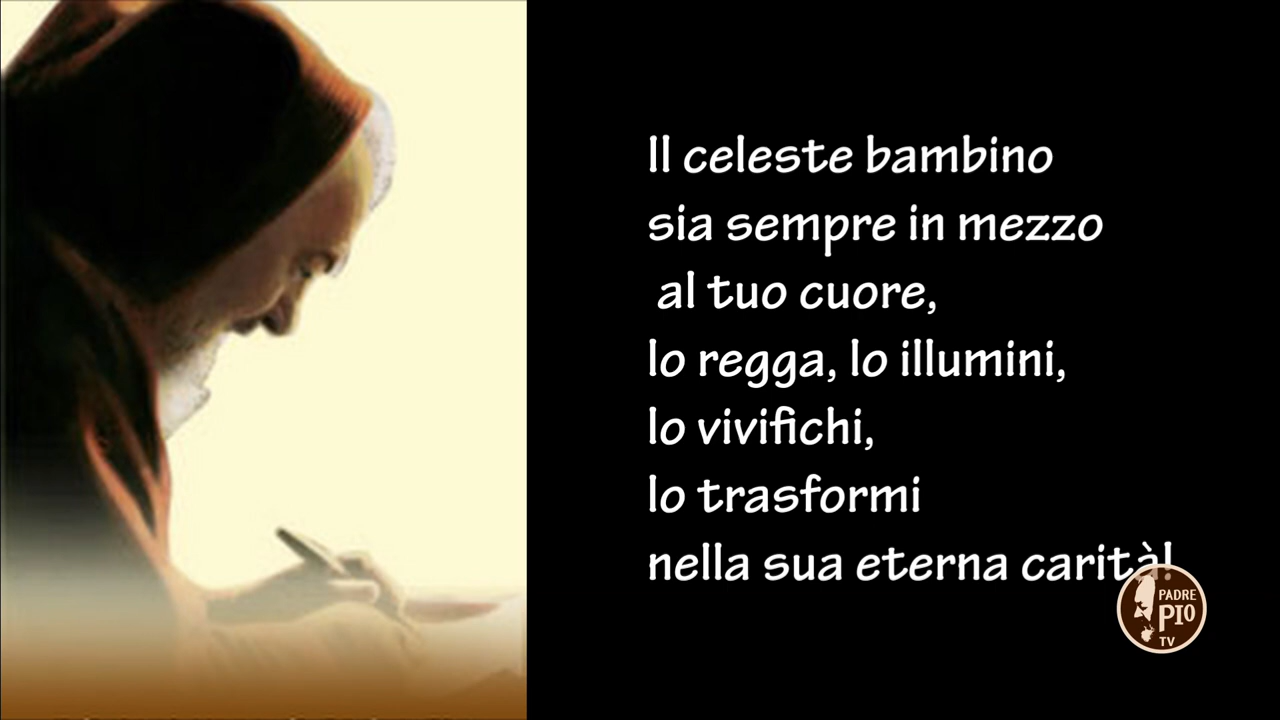 Il celeste bambino
sia sempre in mezzo
al tuo cuore,
lo regga, lo illumini,
lo vivifichi,
lo trasformi
nella sua eterna carità!
PADRE
PIO
TV